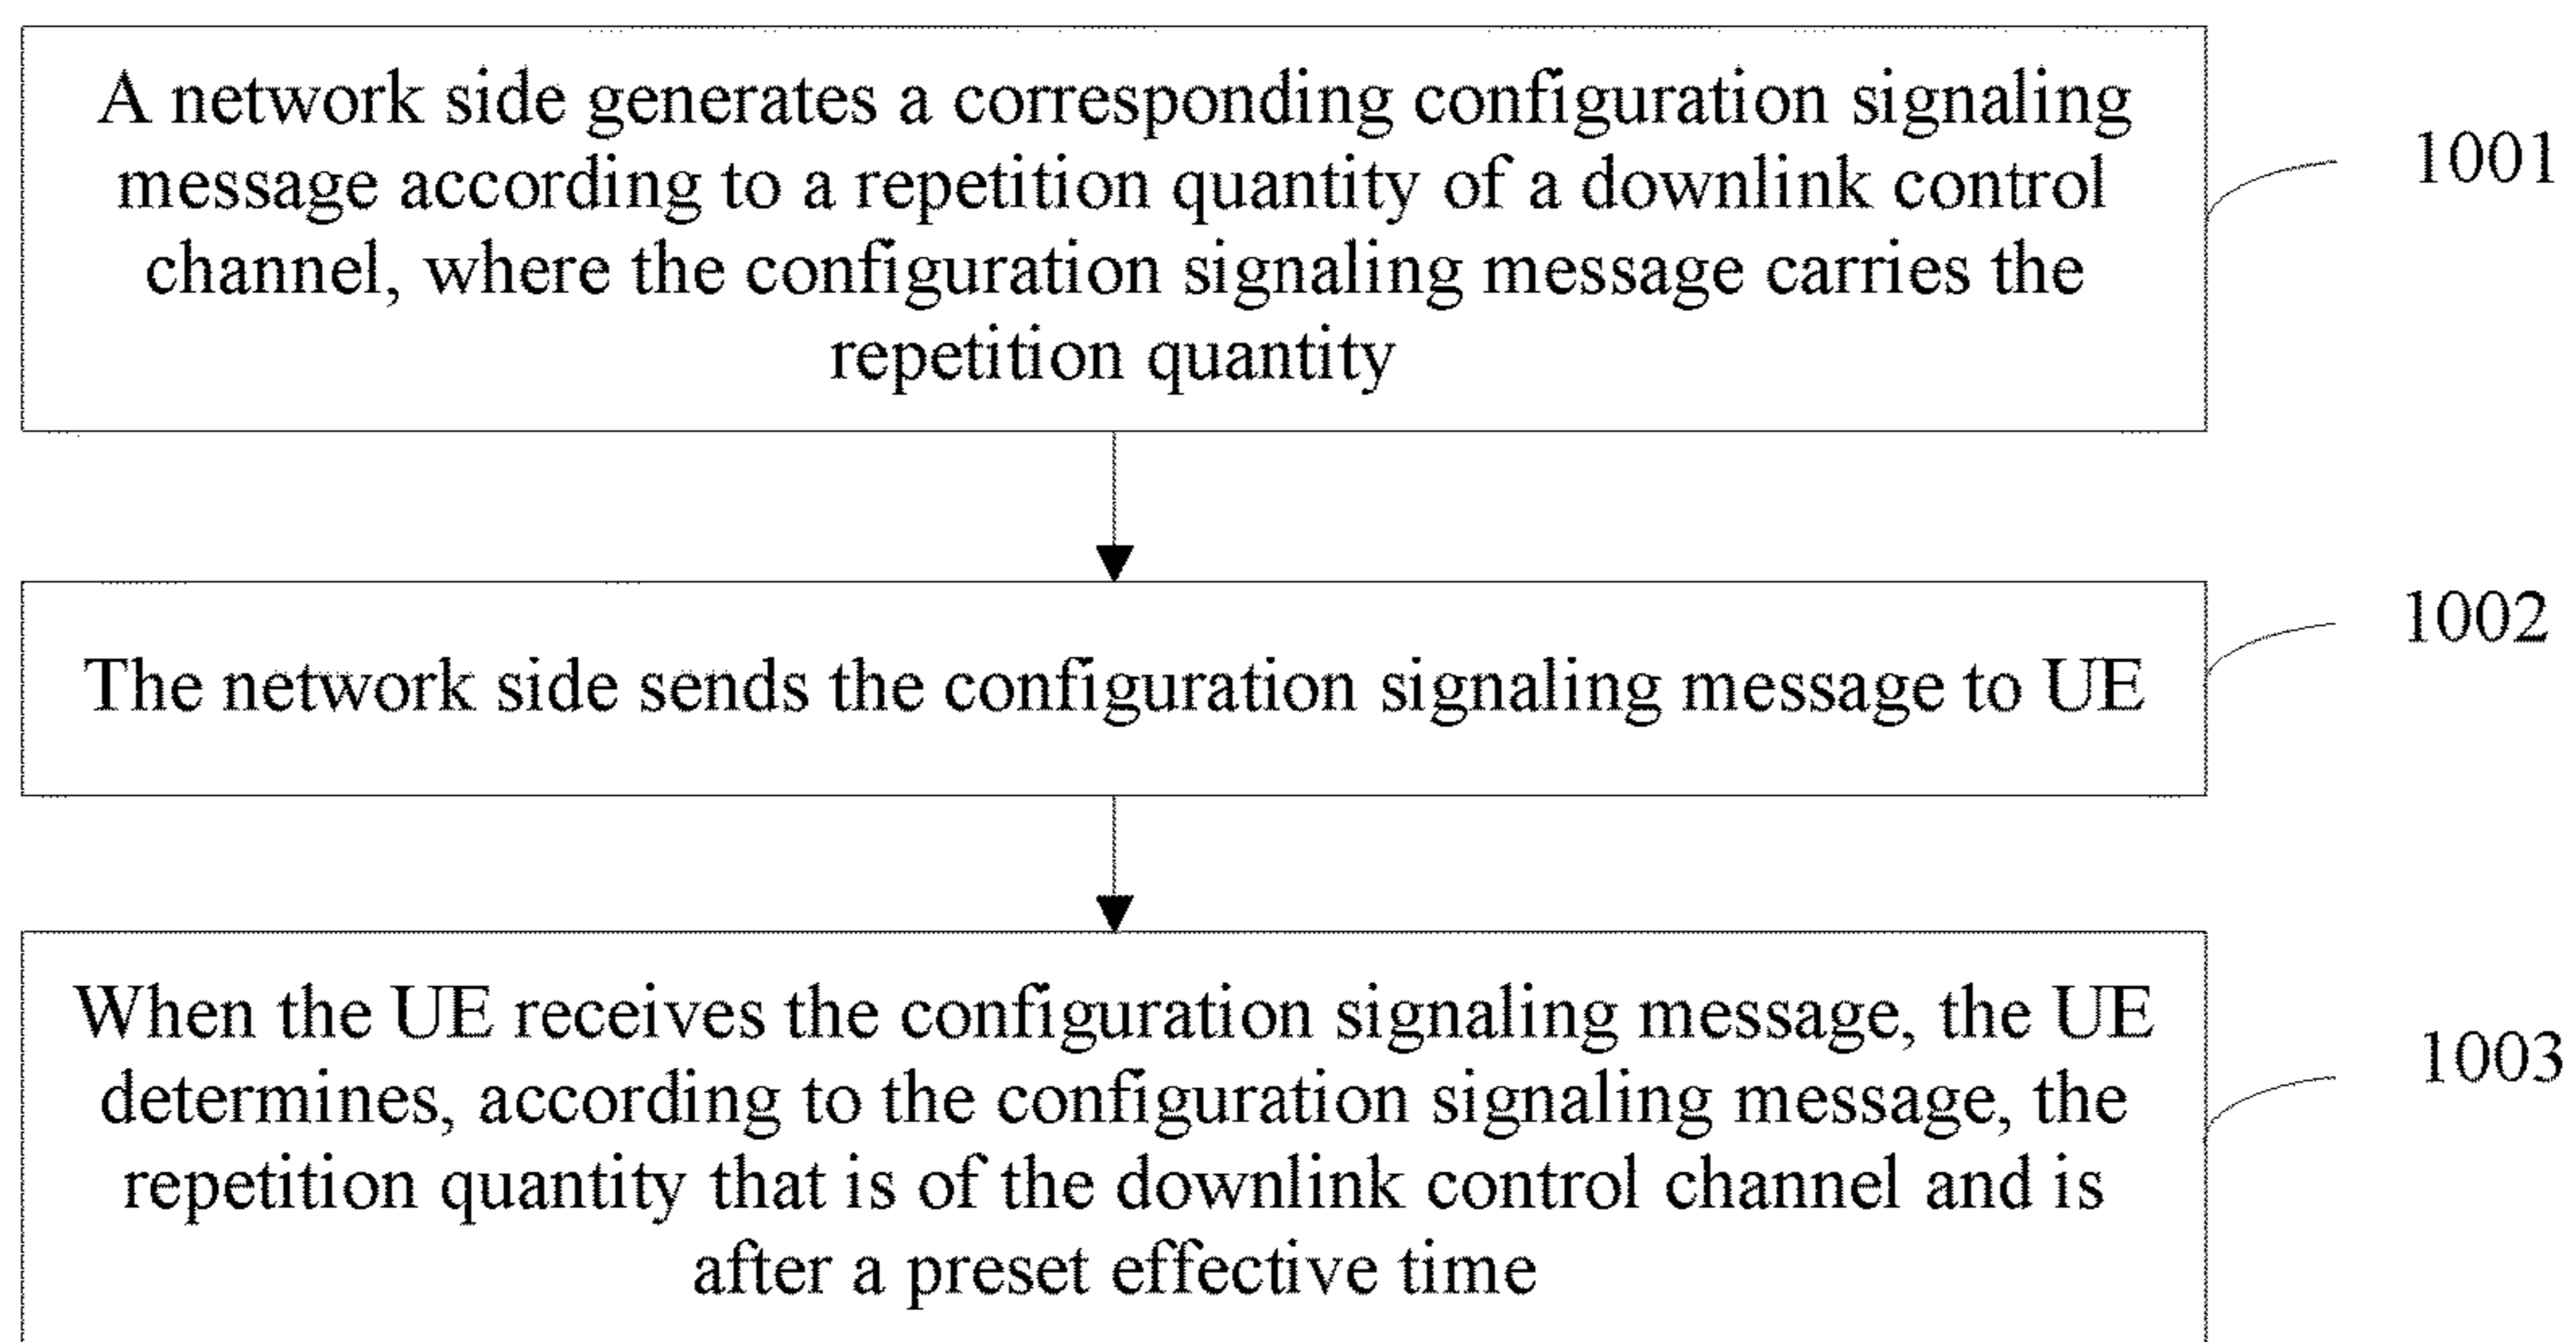 A network side generates a corresponding configuration signaling
message according to a repetition quantity of a downlink control
channel, where the configuration signaling message carries the
repetition quantity
1001
The network side sends the configuration signaling message to UE
1002
When the UE receives the configuration signaling message, the UE
determines, according to the configuration signaling message, the
repetition quantity that is of the downlink control channel and is
after a preset effective time
1003